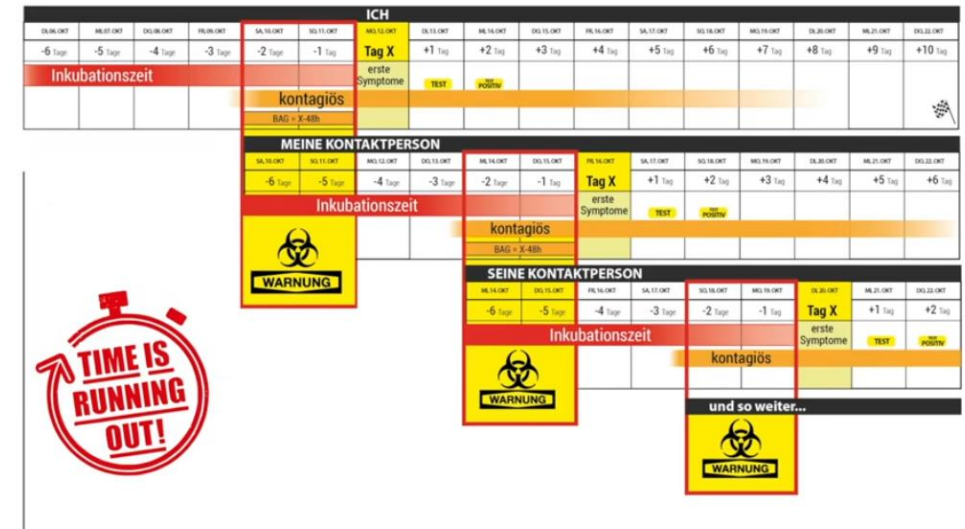 ICH
DI, 06. OKT MI, 07. OKT DO, 08. OKT FR, 09. OKT SA, 10. OKT SO, 11. OKT MO, 12. OKT DI, 13. OKT MI, 14. OKT DO, 15. OKT FR, 16. OKT SA, 17. OKT SO, 18. OKT MO, 19. OKT DI, 20. OKT MI, 21. OKT DO, 22. OKT
-6 Tage -5 Tage -4 Tage -3 Tage -2 Tage -1 Tag Tag X +1 Tag +2 Tag +3 Tag +4 Tag +5 Tag +6 Tag +7 Tag +8 Tag +9 Tag +10 Tag
Inkubationszeit erste
Symptome TEST TEST POSITIV
kontagiös
BAG = X-48h
MEINE KONTAKTPERSON
SA, 10. OKT SO, 11. OKT MO, 12. OKT DO, 13. OKT MI, 14. OKT DO, 15. OKT FR, 16. OKT SA, 17. OKT SO, 18. OKT MO, 19. OKT DI, 20. OKT MI, 21. OKT DO, 22. OKT
-6 Tage -5 Tage -4 Tage -3 Tage -2 Tage -1 Tag Tag X +1 Tag +2 Tag +3 Tag +4 Tag +5 Tag +6 Tag
Inkubationszeit erste
Symptome TEST TEST POSITIV
kontagiös
BAG = X-48h
WARNUNG
SEINE KONTAKTPERSON
MI, 14. OKT DO, 15. OKT FR, 16. OKT SA, 17. OKT SO, 18. OKT MO, 19. OKT DI, 20. OKT MI, 21. OKT DO, 22. OKT
-6 Tage -5 Tage -4 Tage -3 Tage -2 Tage -1 Tag Tag X +1 Tag +2 Tag
Inkubationszeit erste
Symptome TEST TEST POSITIV
kontagiös
WARNUNG
und so weiter...
WARNUNG
TIME IS
RUNNING
OUT!